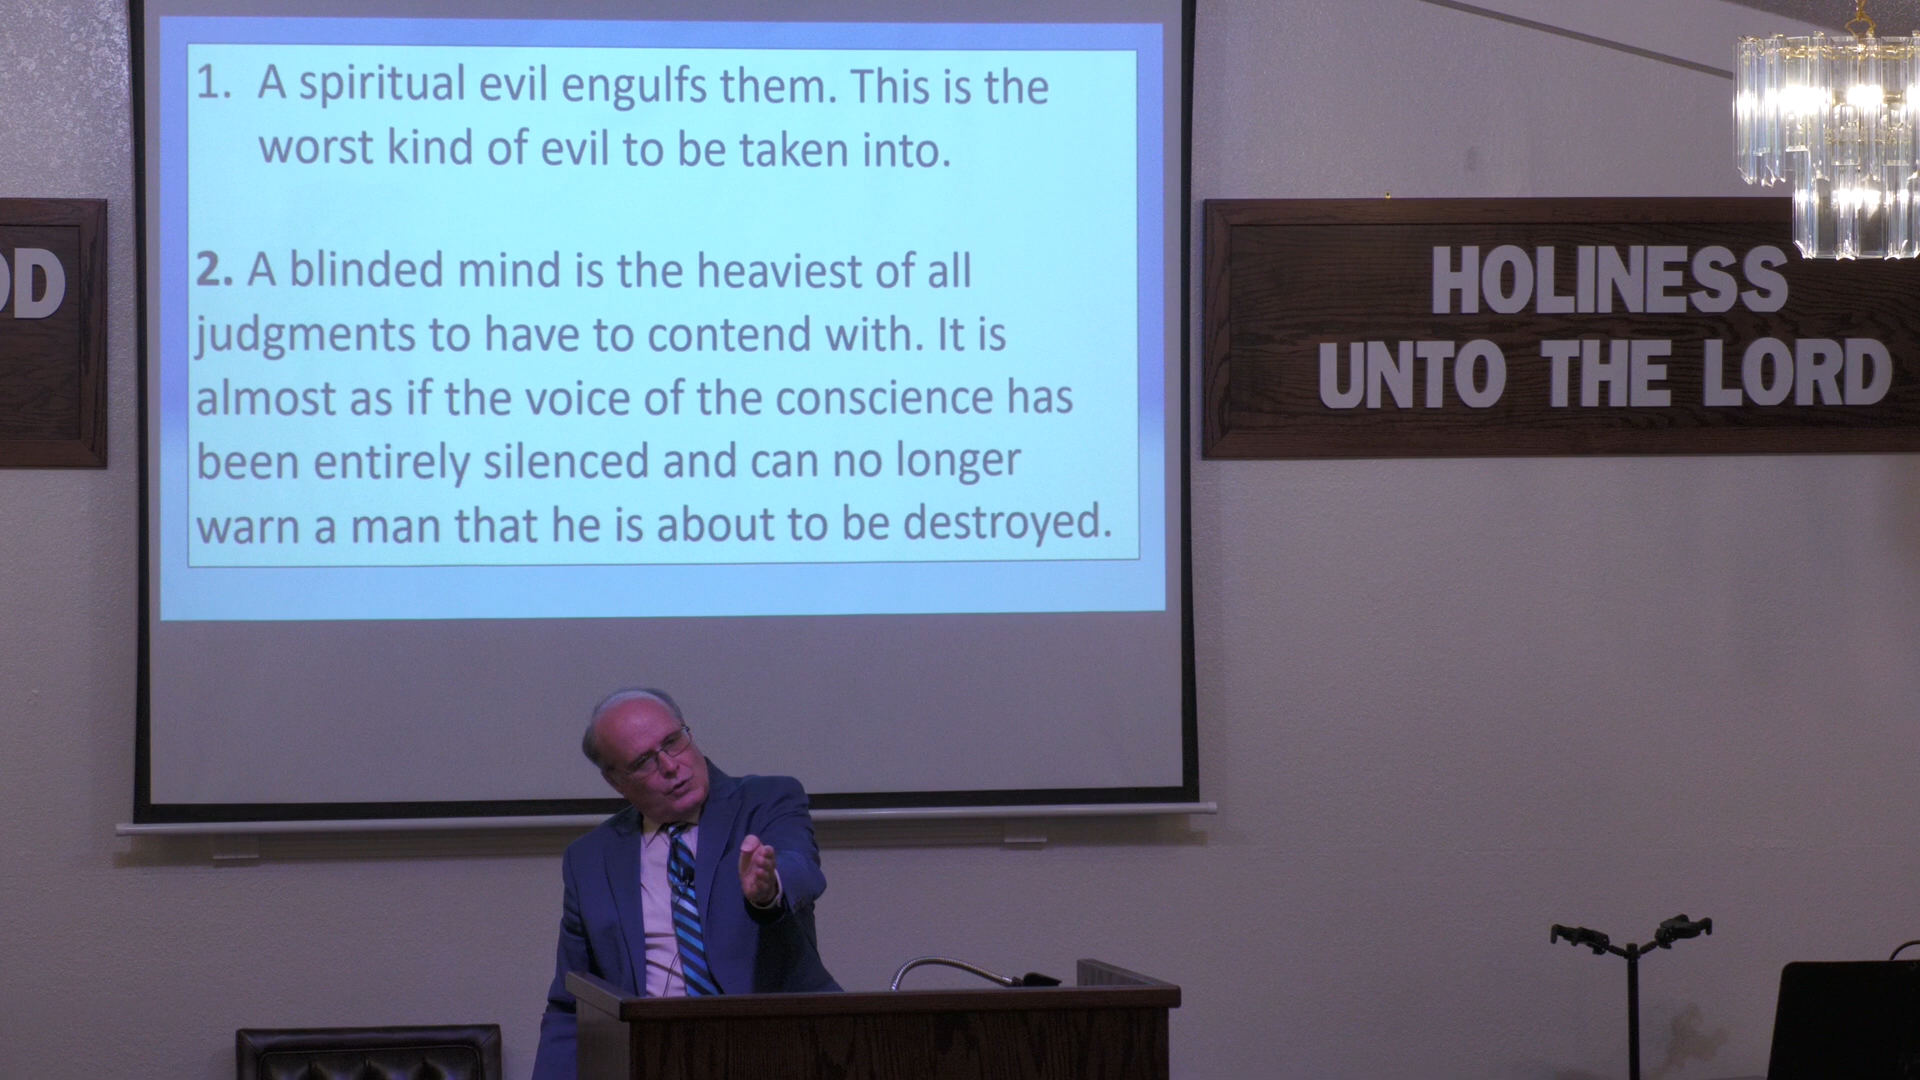 1. A spiritual evil engulfs them. This is the
worst kind of evil to be taken into.
2. A blinded mind is the heaviest of all
judgments to have to contend with. It is
almost as if the voice of the conscience has
been entirely silenced and can no longer
warn a man that he is about to be destroyed.
HOLINESS
UNTO THE LORD